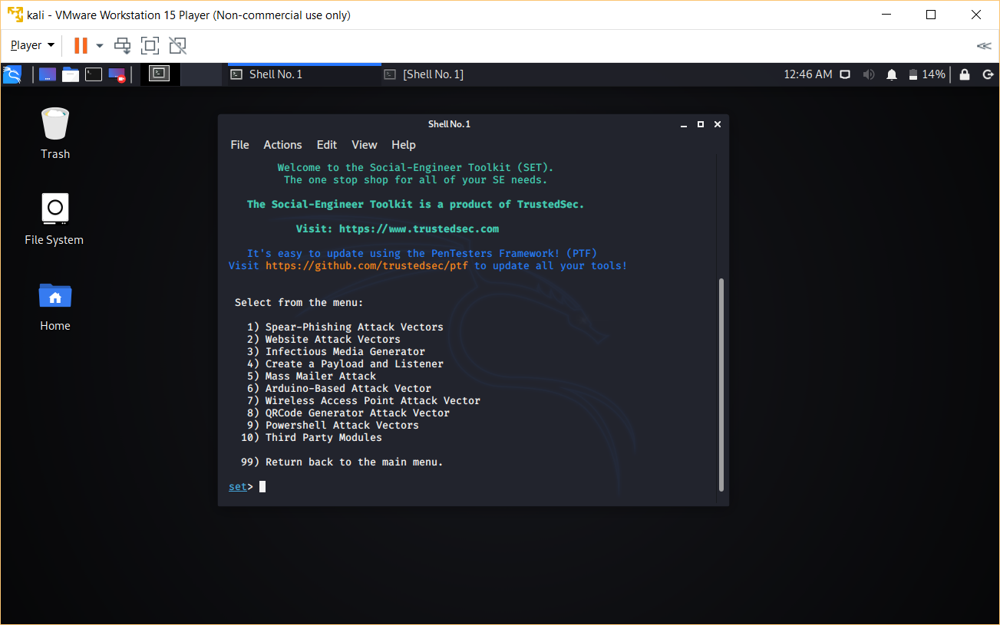 kali - VMware Workstation 15 Player (Non-commercial use only)
Player
Shell No. 1
[Shell No. 1]
12:46 AM
14%
Trash
File System
Home
Shell No. 1
File Actions Edit View Help
Welcome to the Social-Engineer Toolkit (SET).
The one stop shop for all of your SE needs.
The Social-Engineer Toolkit is a product of TrustedSec.
Visit: https://www.trustedsec.com
It's easy to update using the PenTesters Framework! (PTF)
Visit https://github.com/trustedsec/ptf to update all your tools!
Select from the menu:
1) Spear-Phishing Attack Vectors
2) Website Attack Vectors
3) Infectious Media Generator
4) Create a Payload and Listener
5) Mass Mailer Attack
6) Arduino-Based Attack Vector
7) Wireless Access Point Attack Vector
8) QRCode Generator Attack Vector
9) Powershell Attack Vectors
10) Third Party Modules
99) Return back to the main menu.
set>